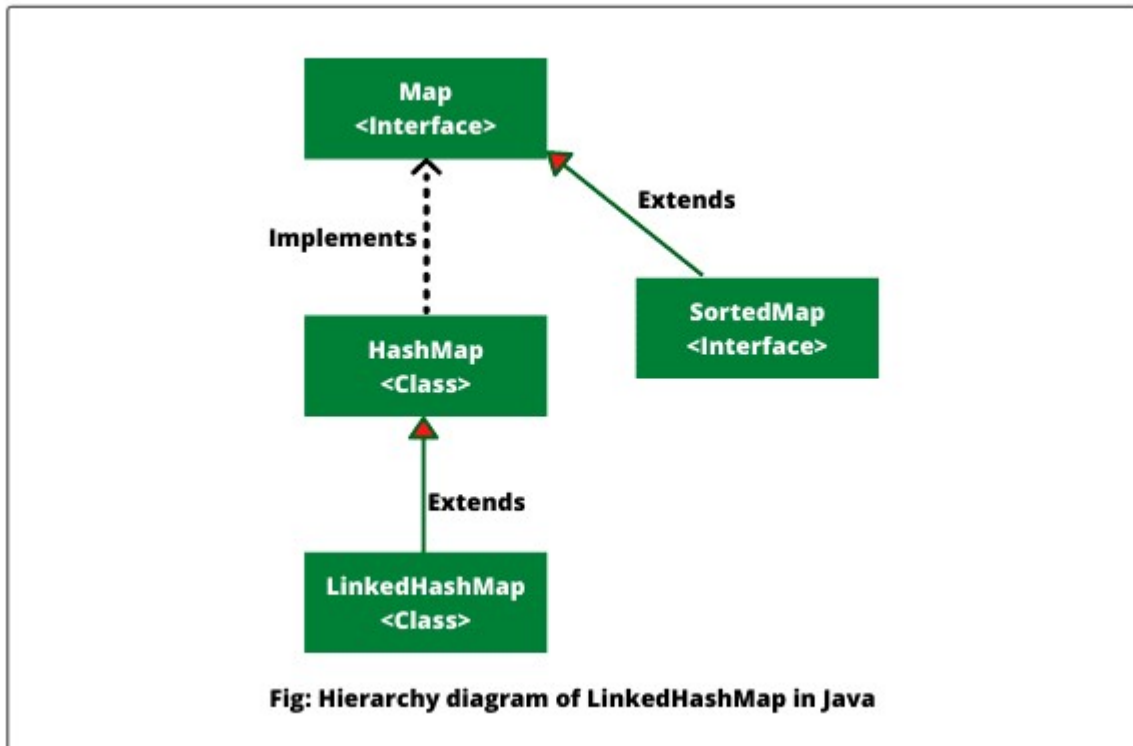 Map
<Interface>
Extends
Implements
SortedMap
<Interface>
HashMap
<Class>
Extends
LinkedHashMap
<Class>
Fig: Hierarchy diagram of LinkedHashMap in Java